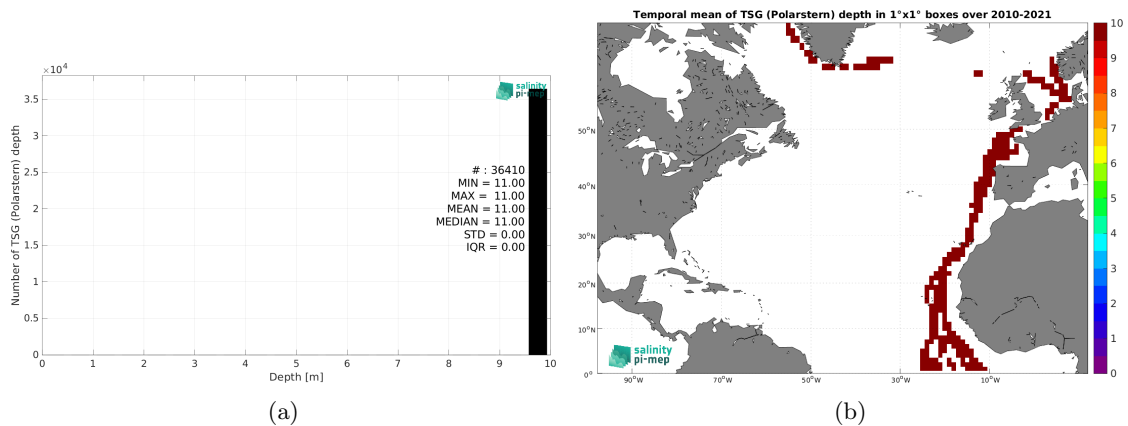 Temporal mean of TSG (Polarstern) depth in 1°x1° boxes over 2010-2021
×10⁴
3.5
3
2.5
2
1.5
1
0.5
0
Number of TSG (Polarstern) depth
salinity
pi-mep
# : 36410
MIN = 11.00
MAX = 11.00
MEAN = 11.00
MEDIAN = 11.00
STD = 0.00
IQR = 0.00
0 1 2 3 4 5 6 7 8 9 10
Depth [m]
(a)
50°N
40°N
30°N
20°N
10°N
0°
90°W 70°W 50°W 30°W 10°W
salinity
pi-mep
10
9
8
7
6
5
4
3
2
1
0
(b)